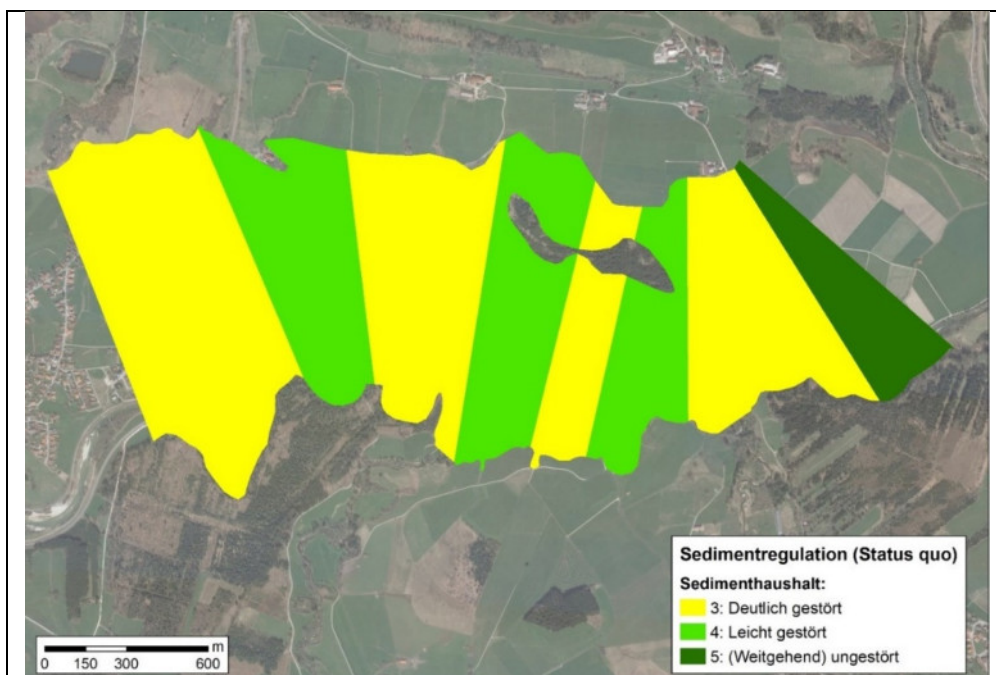 Sedimentregulation (Status quo)
Sedimenthaushalt:
3: Deutlich gestört
4: Leicht gestört
5: (Weitgehend) ungestört
m
0 150 300 600